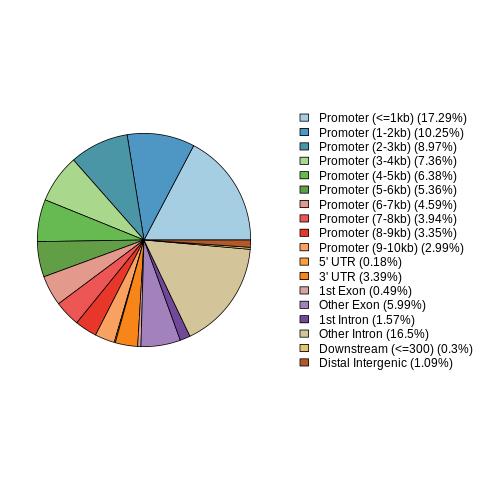 Promoter (<=1kb) (17.29%)
Promoter (1-2kb) (10.25%)
Promoter (2-3kb) (8.97%)
Promoter (3-4kb) (7.36%)
Promoter (4-5kb) (6.38%)
Promoter (5-6kb) (5.36%)
Promoter (6-7kb) (4.59%)
Promoter (7-8kb) (3.94%)
Promoter (8-9kb) (3.35%)
Promoter (9-10kb) (2.99%)
5' UTR (0.18%)
3' UTR (3.39%)
1st Exon (0.49%)
Other Exon (5.99%)
1st Intron (1.57%)
Other Intron (16.5%)
Downstream (<=300) (0.3%)
Distal Intergenic (1.09%)